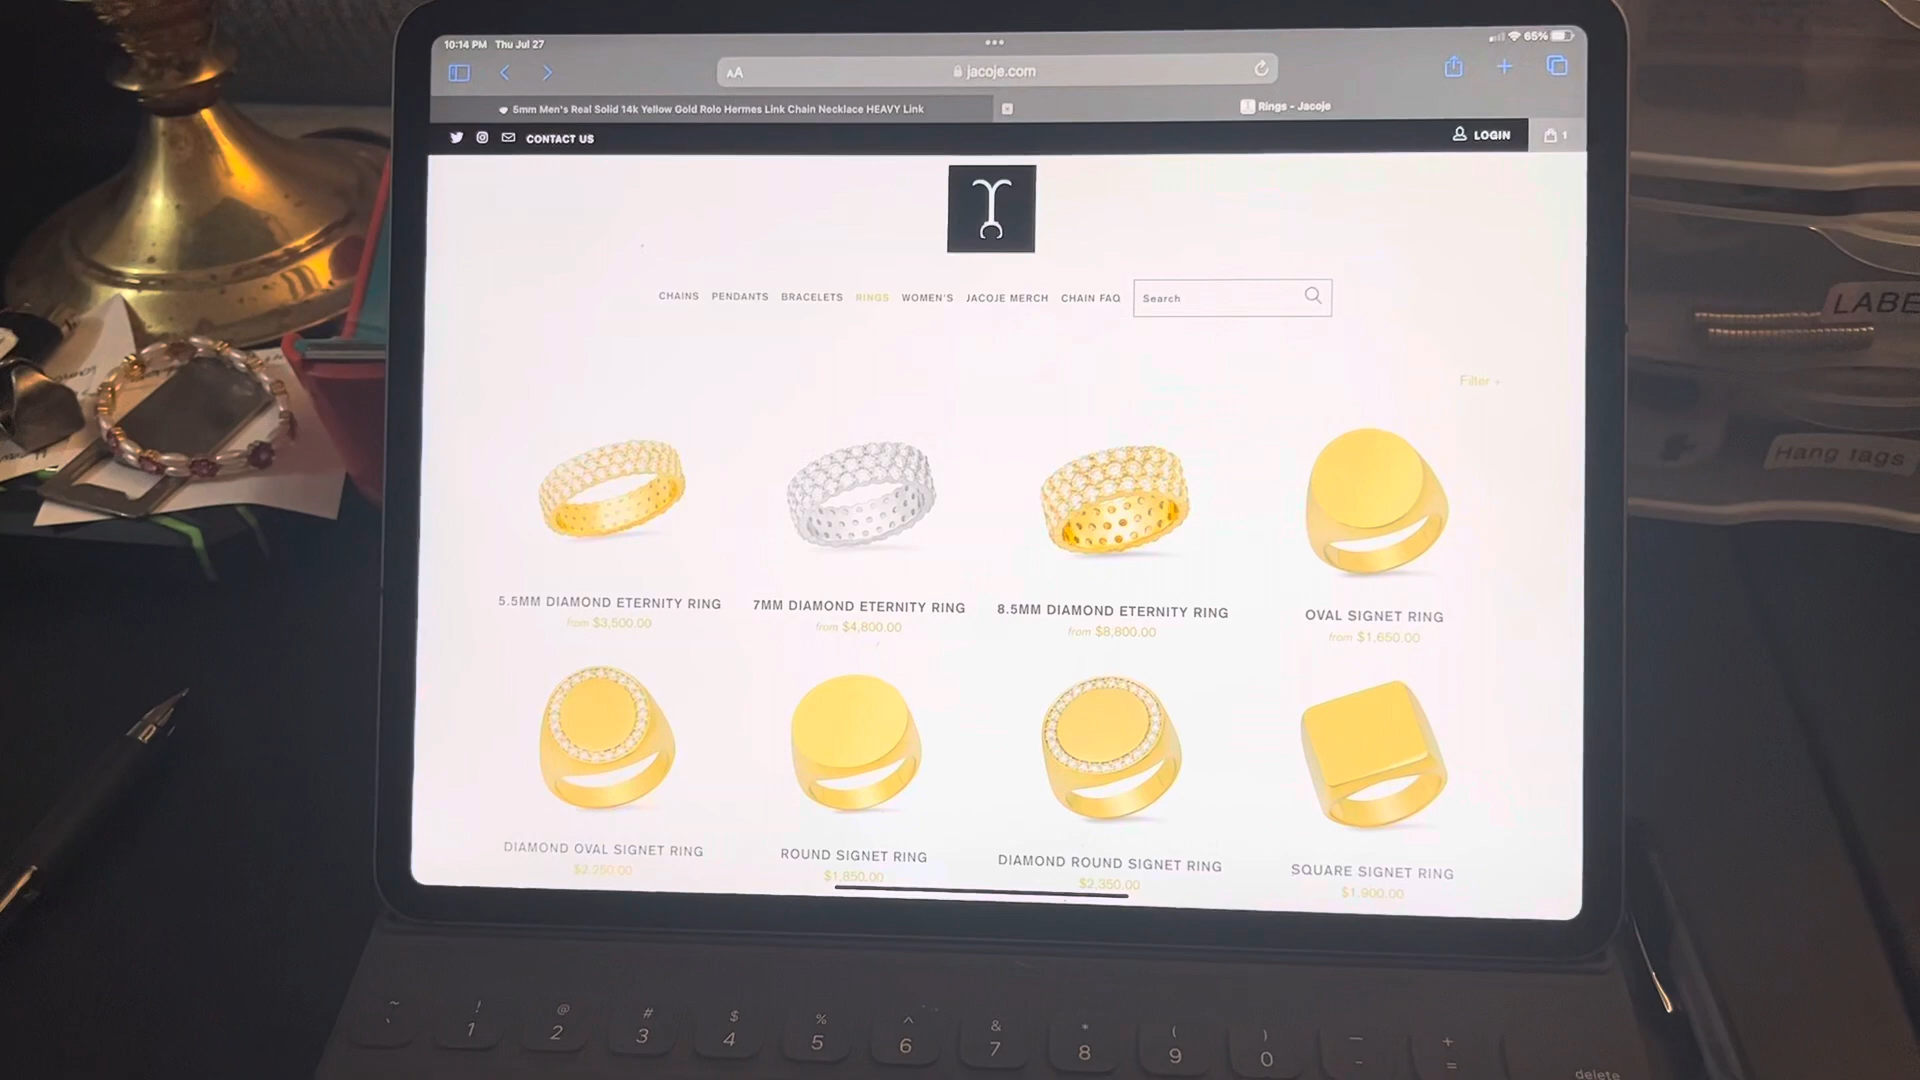 10:14 PM Thu Jul 27
65%
AA
jacoje.com
5mm Men's Real Solid 14k Yellow Gold Rolo Hermes Link Chain Necklace HEAVY Link
Rings - Jacoje
CONTACT US
LOGIN
1
CHAINS PENDANTS BRACELETS RINGS WOMEN'S JACOJE MERCH CHAIN FAQ
Search
Filter +
5.5MM DIAMOND ETERNITY RING
from $3,500.00
7MM DIAMOND ETERNITY RING
from $4,800.00
8.5MM DIAMOND ETERNITY RING
from $8,800.00
OVAL SIGNET RING
from $1,650.00
DIAMOND OVAL SIGNET RING
$2,250.00
ROUND SIGNET RING
$1,850.00
DIAMOND ROUND SIGNET RING
$2,350.00
SQUARE SIGNET RING
$1,900.00
LABE
Hang tags
~ ! @ # $ % ^ & * ( ) — +
` 1 2 3 4 5 6 7 8 9 0 - =
delete